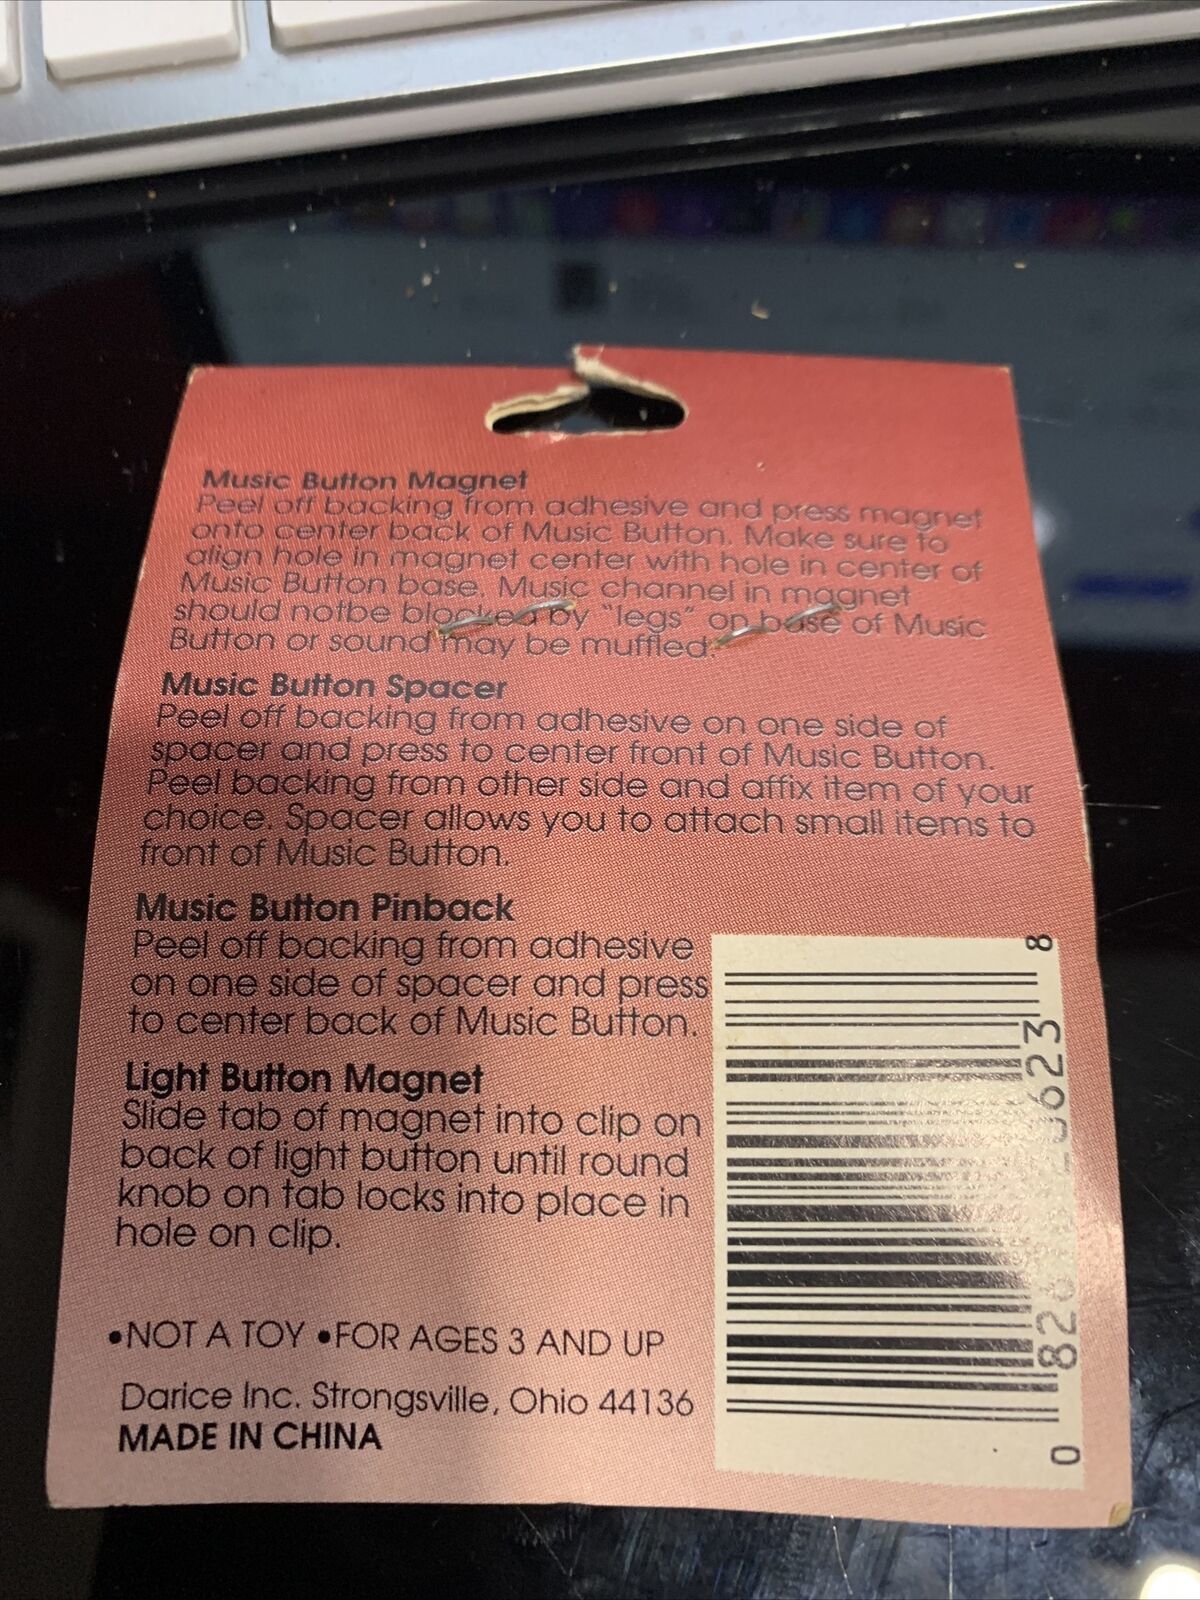 Music Button Magnet
Peel off backing from adhesive and press magnet
onto center back of Music Button. Make sure to
align hole in magnet center with hole in center of
Music Button base. Music channel in magnet
should notbe blocked by "legs" on base of Music
Button or sound may be muffled.
Music Button Spacer
Peel off backing from adhesive on one side of
spacer and press to center front of Music Button.
Peel backing from other side and affix item of your
choice. Spacer allows you to attach small items to
front of Music Button.
Music Button Pinback
Peel off backing from adhesive
on one side of spacer and press
to center back of Music Button.
Light Button Magnet
Slide tab of magnet into clip on
back of light button until round
knob on tab locks into place in
hole on clip.
•NOT A TOY •FOR AGES 3 AND UP
Darice Inc. Strongsville, Ohio 44136
MADE IN CHINA
0
8